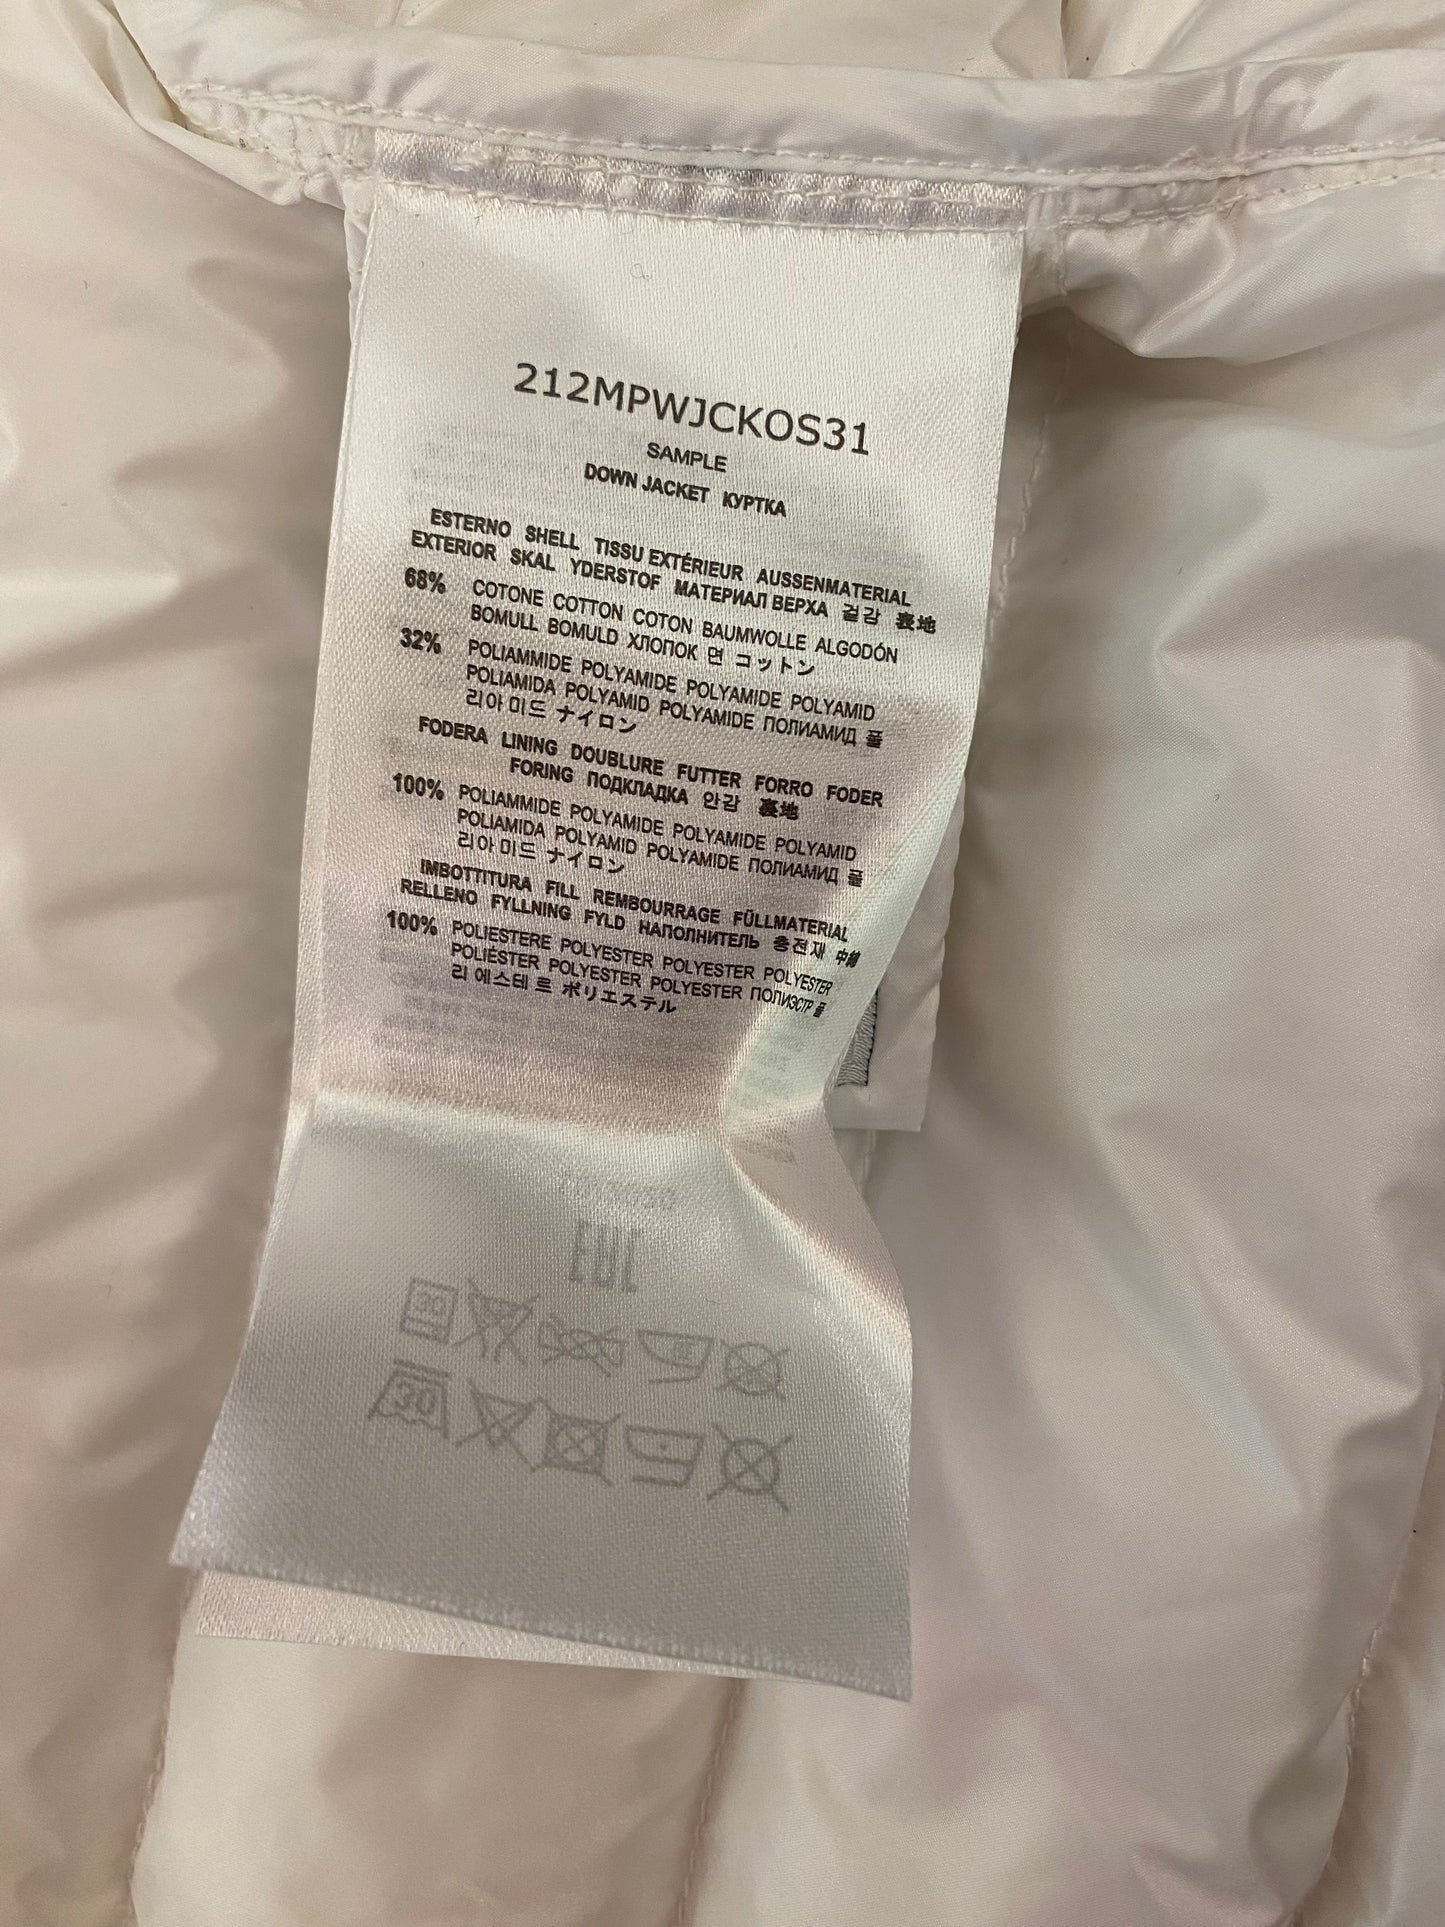 212MPWJCKOS31
SAMPLE
DOWN JACKET КУРТКА
ESTERNO SHELL TISSU EXTÉRIEUR AUSSENMATERIAL
EXTERIOR SKAL YDERSTOF МАТЕРИАЛ ВЕРХА 겉감 表地
68% COTONE COTTON COTON BAUMWOLLE ALGODÓN
BOMULL BOMULD ХЛОПОК 면 コットン
32% POLIAMMIDE POLYAMIDE POLYAMIDE POLYAMID
POLIAMIDA POLYAMID POLYAMIDE ПОЛИАМИД 폴
리아미드 ナイロン
FODERA LINING DOUBLURE FUTTER FORRO FODER
FORING ПОДКЛАДКА 안감 裏地
100% POLIAMMIDE POLYAMIDE POLYAMIDE POLYAMID
POLIAMIDA POLYAMID POLYAMIDE ПОЛИАМИД 폴
리아미드 ナイロン
IMBOTTITURA FILL REMBOURRAGE FÜLLMATERIAL
RELLENO FYLLNING FYLD НАПОЛНИТЕЛЬ 충전재 中綿
100% POLIESTERE POLYESTER POLYESTER POLYESTER
POLIÉSTER POLYESTER POLYESTER ПОЛИЭСТР 폴
리에스테르 ポリエステル
30